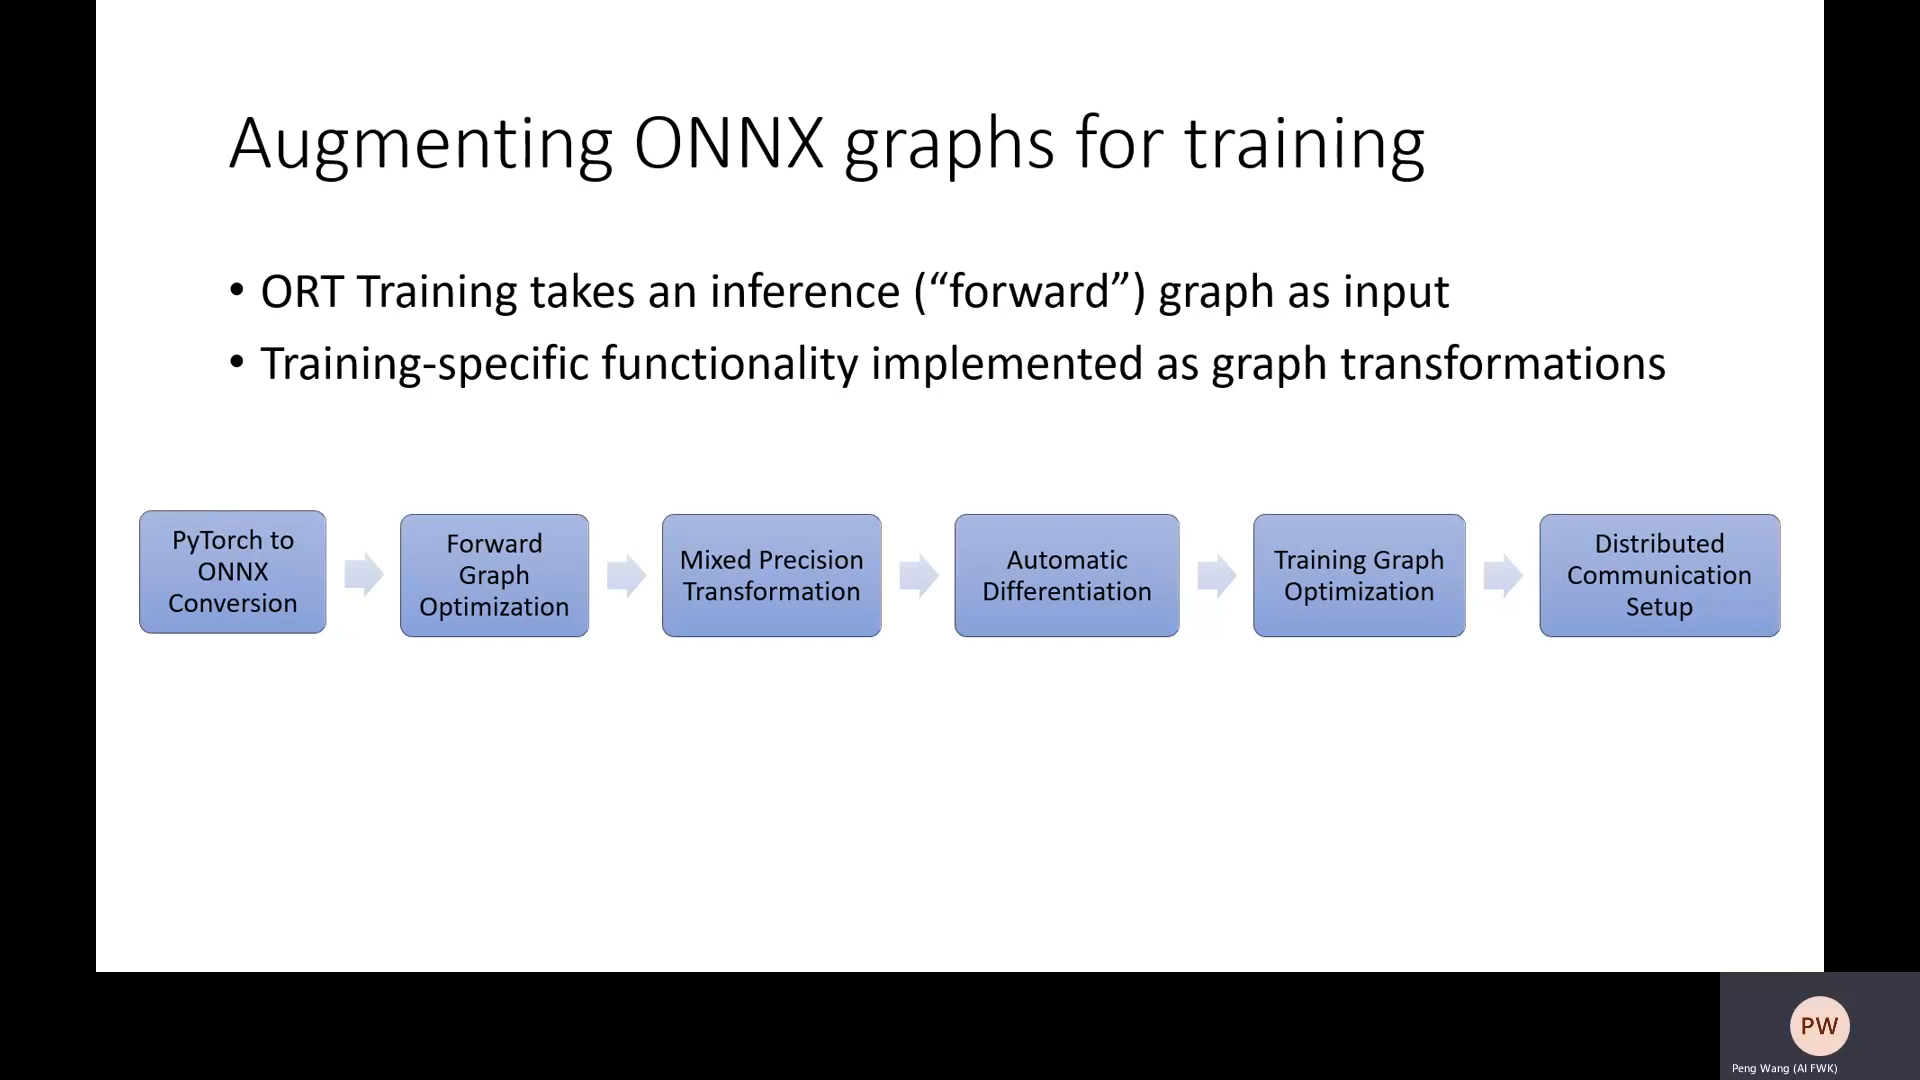 Augmenting ONNX graphs for training
• ORT Training takes an inference (“forward”) graph as input
• Training-specific functionality implemented as graph transformations
PyTorch to
ONNX
Conversion
Forward
Graph
Optimization
Mixed Precision
Transformation
Automatic
Differentiation
Training Graph
Optimization
Distributed
Communication
Setup
PW
Peng Wang (AI FWK)